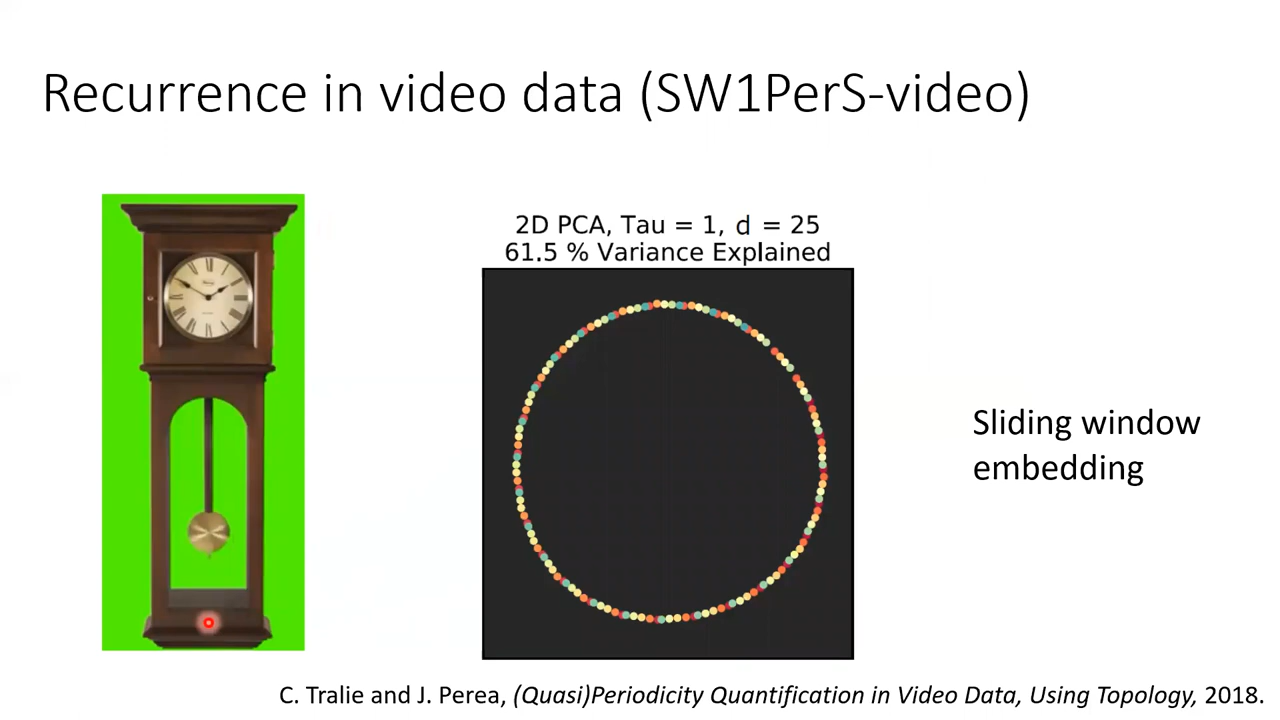 Recurrence in video data (SW1PerS-video)
2D PCA, Tau = 1, d = 25
61.5 % Variance Explained
Sliding window
embedding
C. Tralie and J. Perea, (Quasi)Periodicity Quantification in Video Data, Using Topology, 2018.